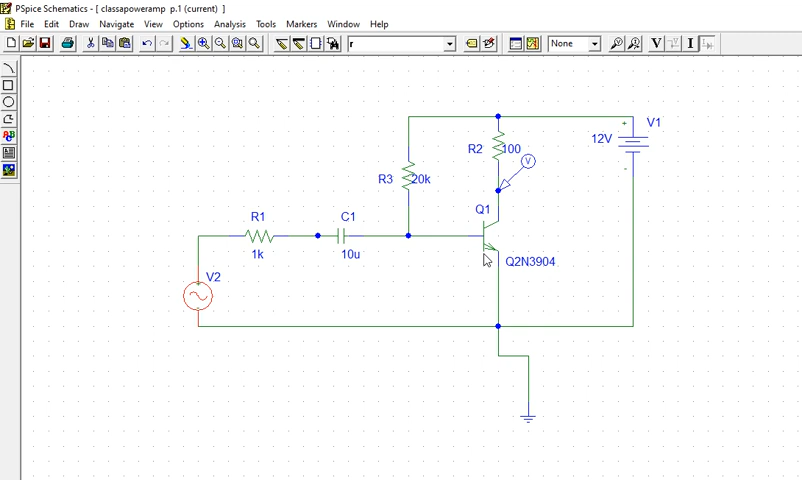 PSpice Schematics - [ classapoweramp p.1 (current) ]
File Edit Draw Navigate View Options Analysis Tools Markers Window Help
r None V I
V1
+
12V
-
R2 100
V
R3 20k
Q1
R1 C1
1k 10u
Q2N3904
V2